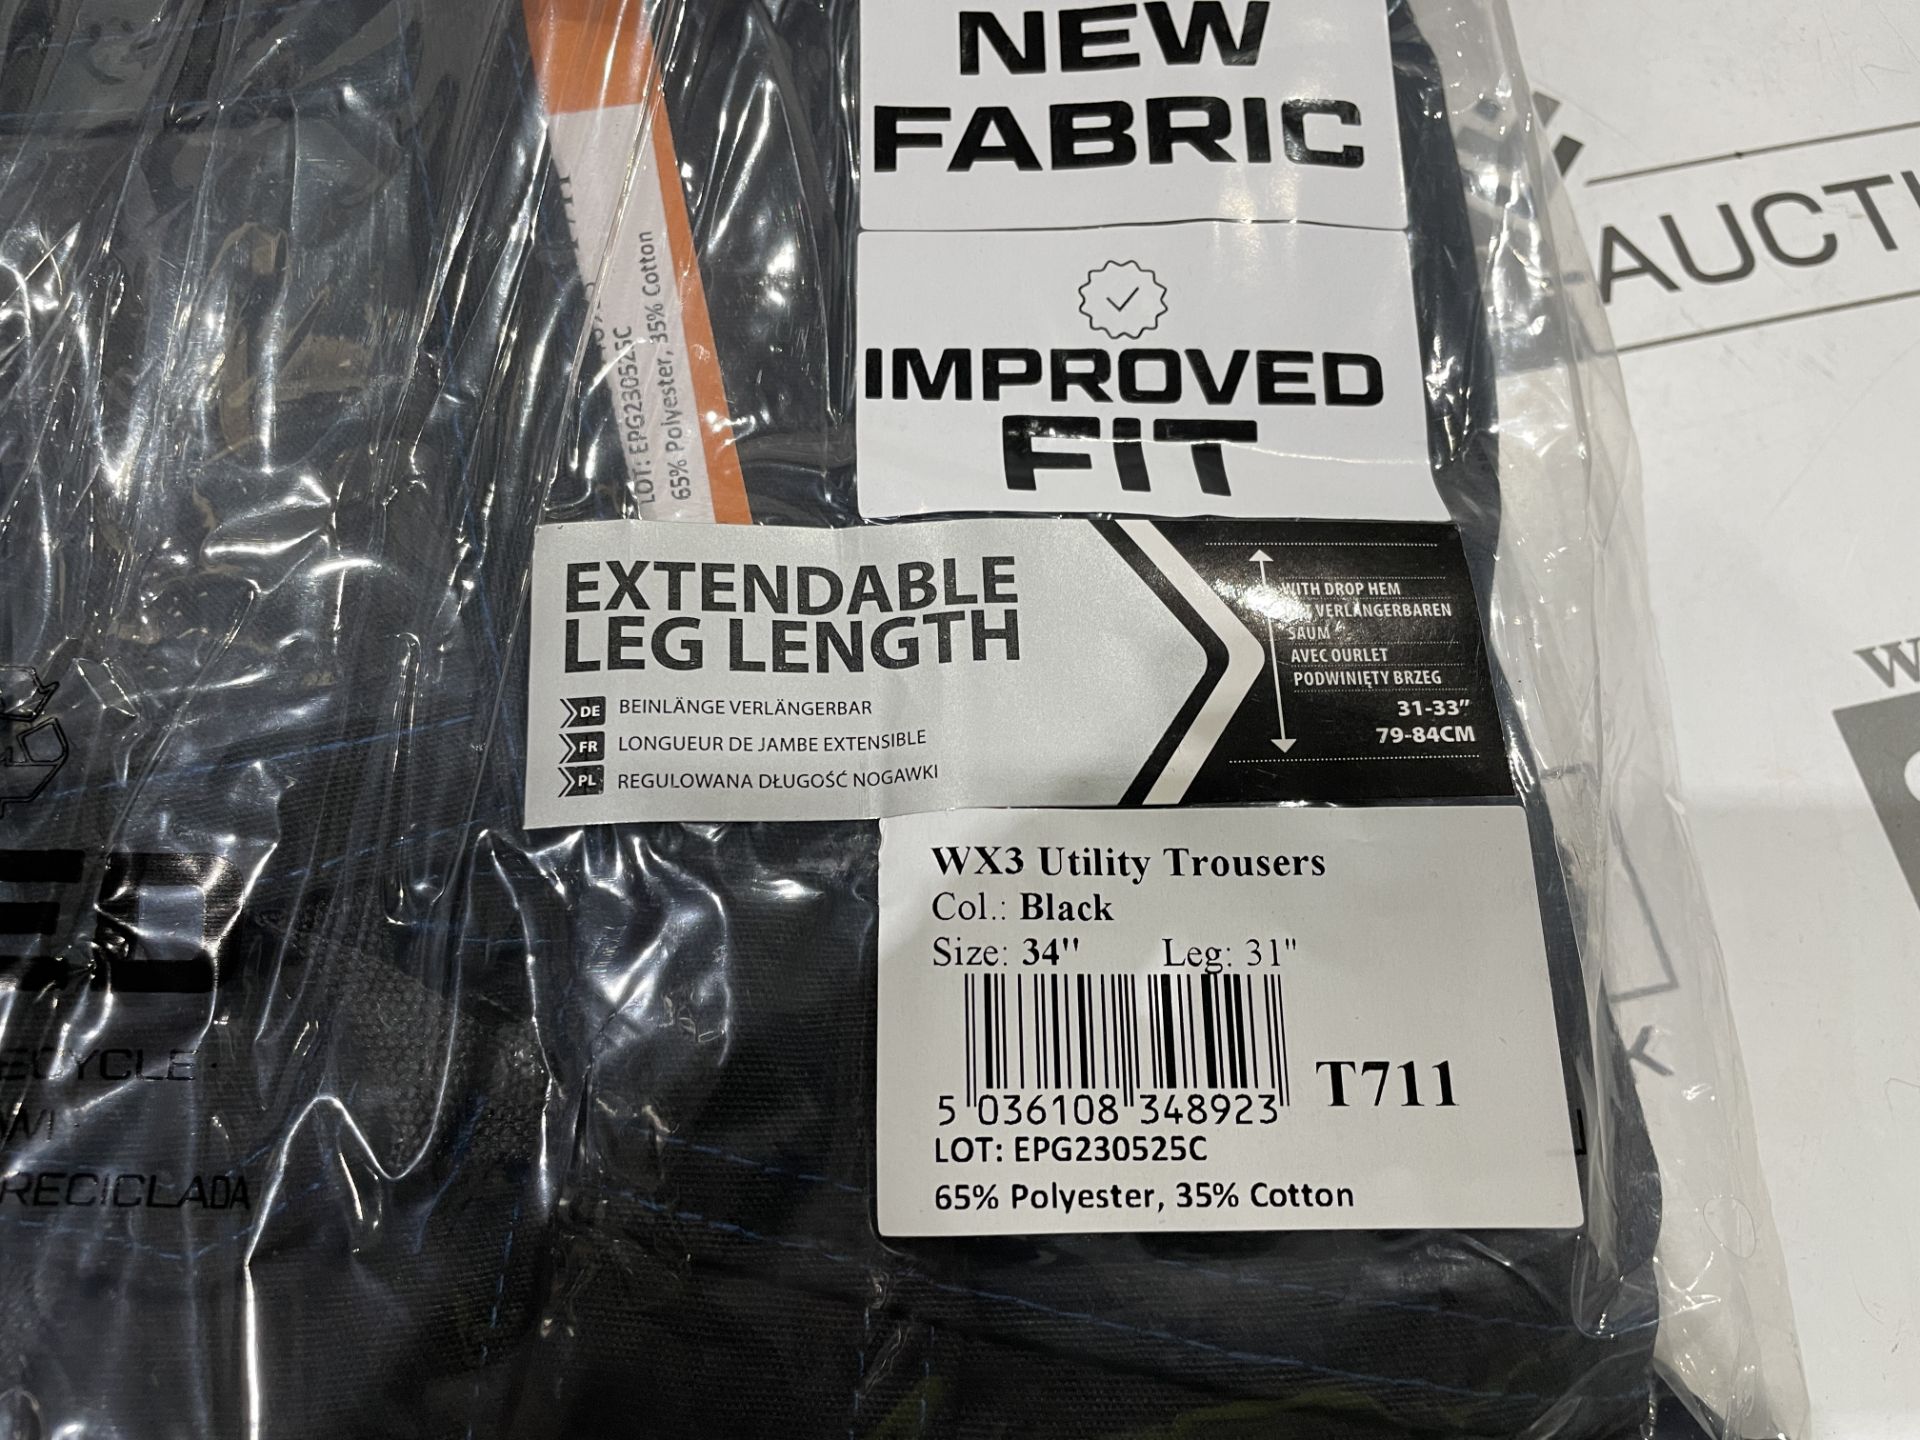 NEW
FABRIC
IMPROVED
FIT
LOT: EPG230525C
65% Polyester, 35% Cotton
EXTENDABLE
LEG LENGTH
DE BEINLÄNGE VERLÄNGERBAR
FR LONGUEUR DE JAMBE EXTENSIBLE
PL REGULOWANA DŁUGOŚĆ NOGAWKI
WITH DROP HEM
VERLÄNGERBAREN
SAUM
AVEC OURLET
PODWINIĘTY BRZEG
31-33"
79-84CM
WX3 Utility Trousers
Col.: Black
Size: 34" Leg: 31"
5 036108 348923
T711
LOT: EPG230525C
65% Polyester, 35% Cotton
RECICLADA